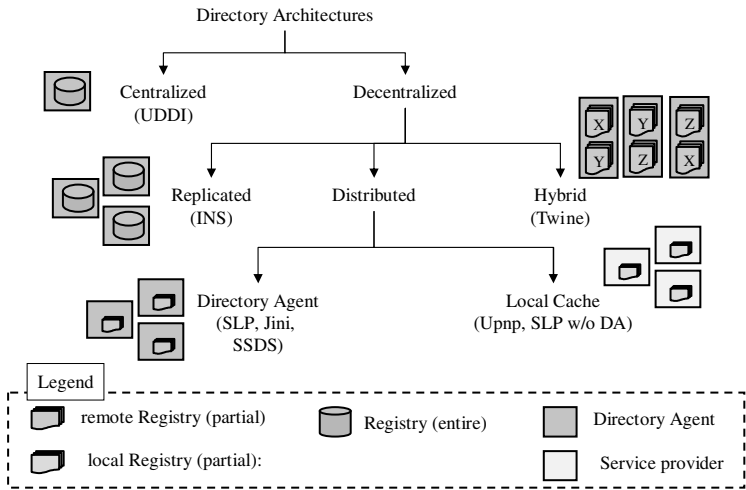 Directory Architectures
Centralized
(UDDI)
Decentralized
X Y Z
Y Z X
Replicated
(INS)
Distributed
Hybrid
(Twine)
Directory Agent
(SLP, Jini,
SSDS)
Local Cache
(Upnp, SLP w/o DA)
Legend
remote Registry (partial)
Registry (entire)
Directory Agent
local Registry (partial):
Service provider